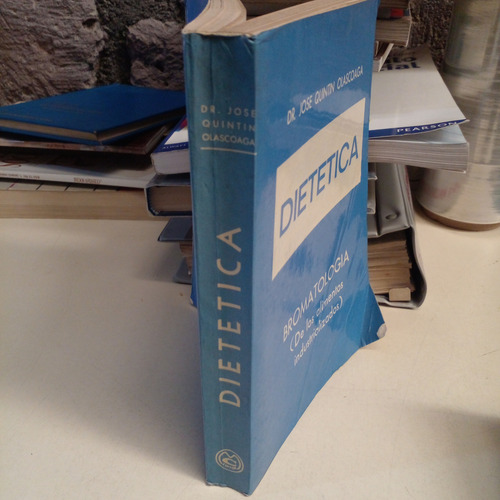 DR. JOSE
QUINTIN
OLASCOAGA
DIETETICA
DR. JOSE QUINTIN OLASCOAGA
DIETETICA
BROMATOLOGIA
(De los alimentos
industrializados)
PEARSON